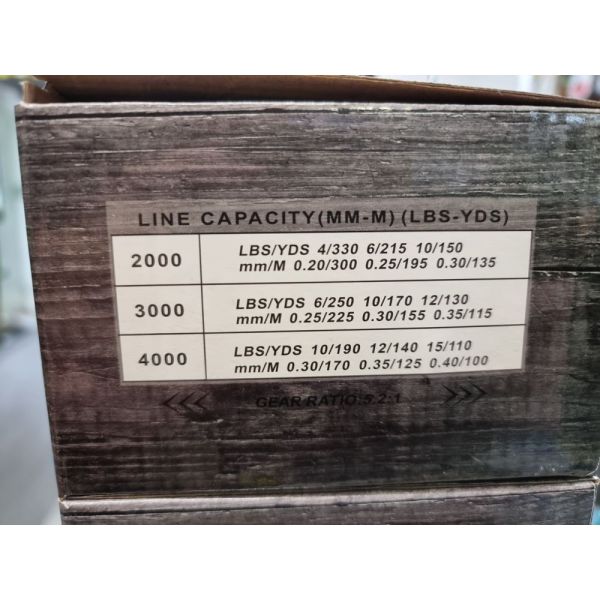 LINE CAPACITY(MM-M)(LBS-YDS)
2000 LBS/YDS 4/330 6/215 10/150
mm/M 0.20/300 0.25/195 0.30/135
3000 LBS/YDS 6/250 10/170 12/130
mm/M 0.25/225 0.30/155 0.35/115
4000 LBS/YDS 10/190 12/140 15/110
mm/M 0.30/170 0.35/125 0.40/100
GEAR RATIO:5.2:1